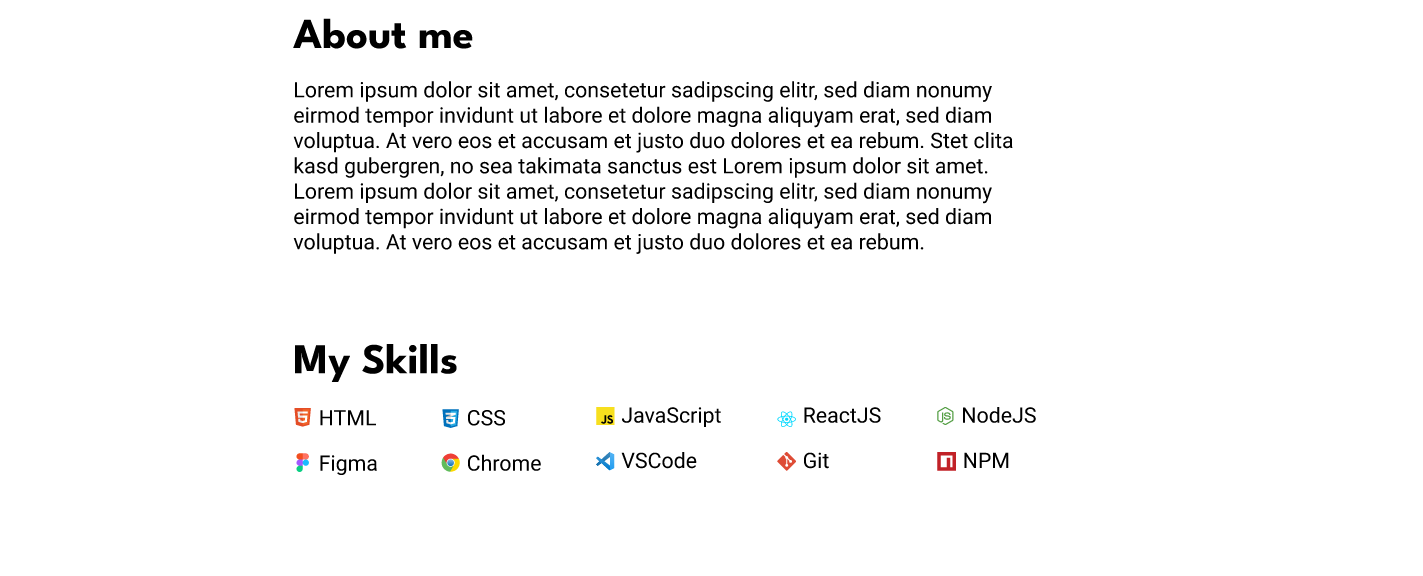 About me
Lorem ipsum dolor sit amet, consetetur sadipscing elitr, sed diam nonumy
eirmod tempor invidunt ut labore et dolore magna aliquyam erat, sed diam
voluptua. At vero eos et accusam et justo duo dolores et ea rebum. Stet clita
kasd gubergren, no sea takimata sanctus est Lorem ipsum dolor sit amet.
Lorem ipsum dolor sit amet, consetetur sadipscing elitr, sed diam nonumy
eirmod tempor invidunt ut labore et dolore magna aliquyam erat, sed diam
voluptua. At vero eos et accusam et justo duo dolores et ea rebum.
My Skills
HTML CSS JS JavaScript ReactJS NodeJS
Figma Chrome VSCode Git NPM